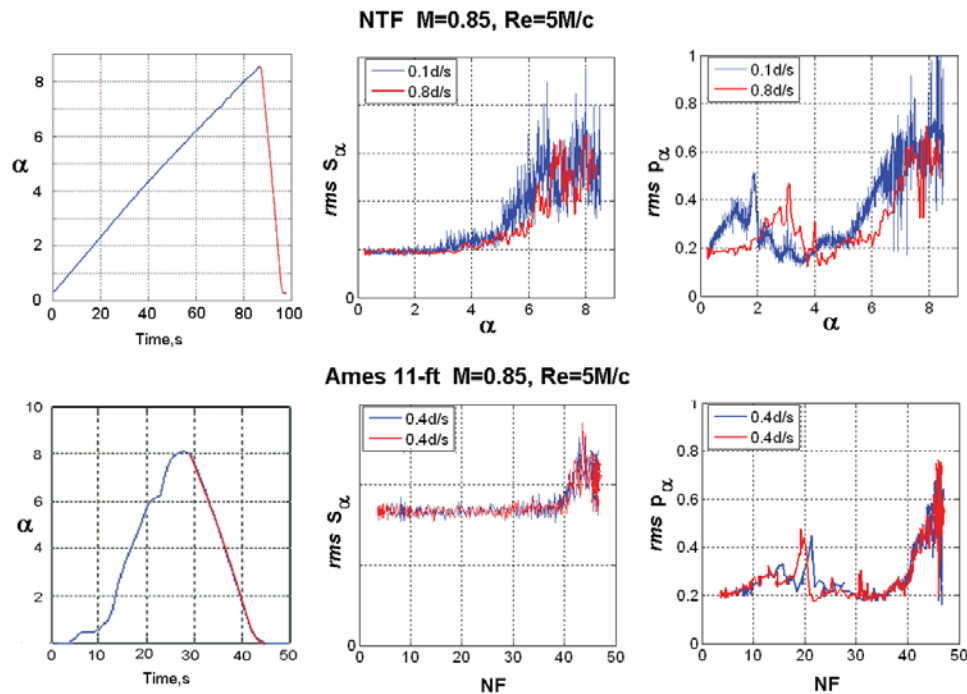 NTF M=0.85, Re=5M/c
α
8
6
4
2
0
0 20 40 60 80 100
Time,s
0.1d/s
0.8d/s
rms Sα
0
0 2 4 6 8
α
0.1d/s
0.8d/s
rms pα
1
0.8
0.6
0.4
0.2
0
0 2 4 6 8
α
Ames 11-ft M=0.85, Re=5M/c
α
10
8
6
4
2
0 10 20 30 40 50
Time,s
0.4d/s
0.4d/s
rms Sα
0
0 10 20 30 40 50
NF
0.4d/s
0.4d/s
rms pα
1
0.8
0.6
0.4
0.2
0
0 10 20 30 40 50
NF